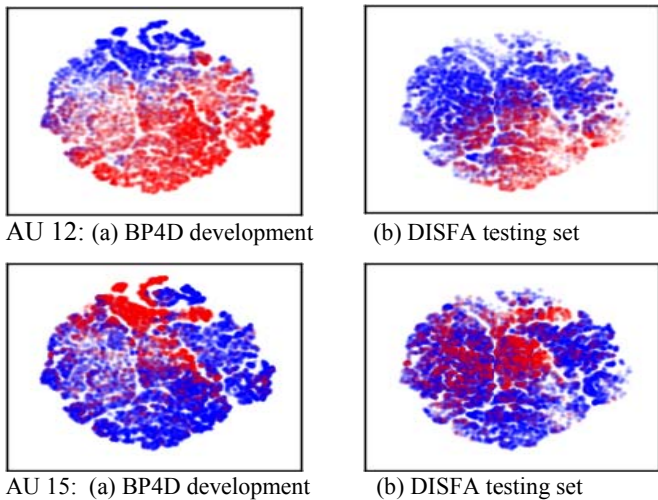 AU 12: (a) BP4D development (b) DISFA testing set
AU 15: (a) BP4D development (b) DISFA testing set